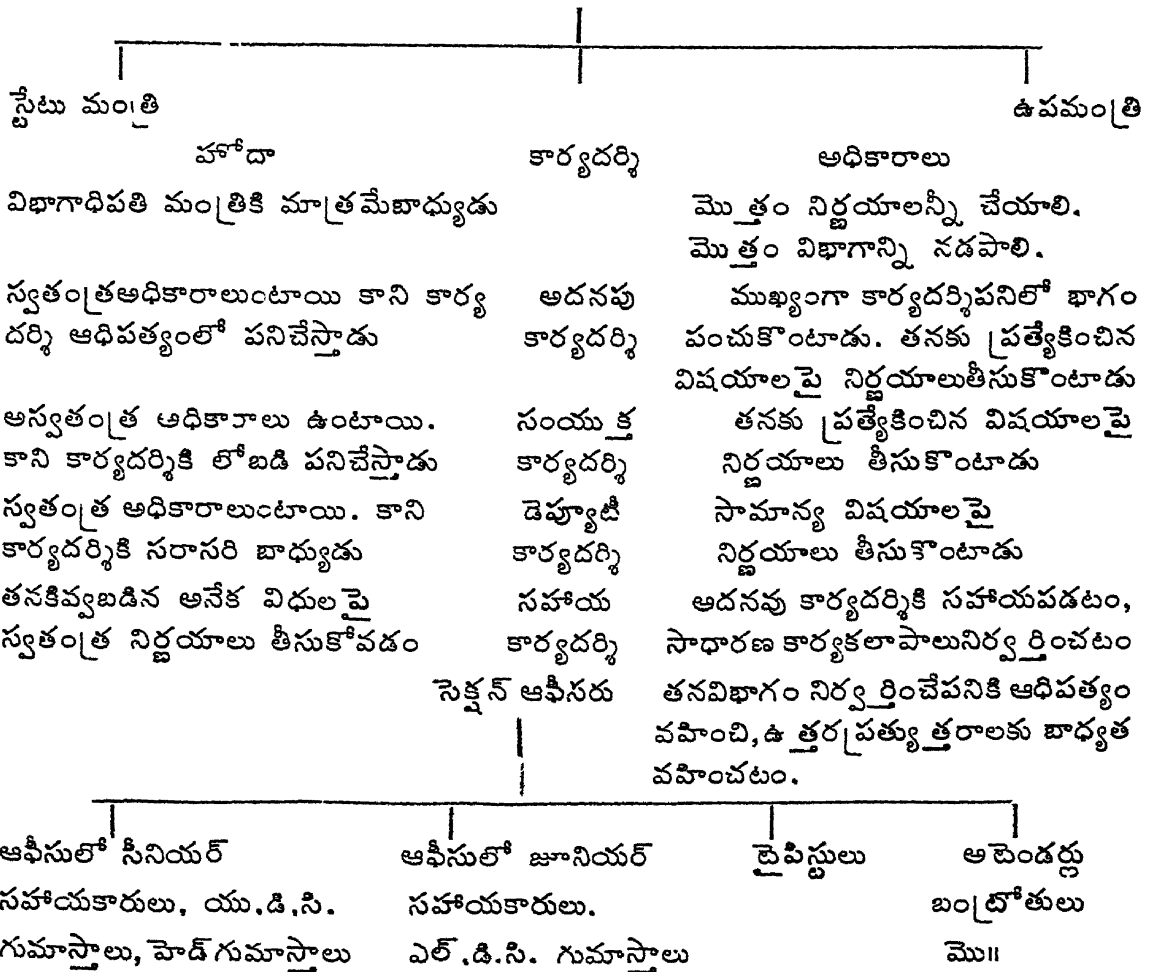 స్టేటు మంత్రి ఉపమంత్రి
హోదా కార్యదర్శి అధికారాలు
విభాగాధిపతి మంత్రికి మాత్రమేబాధ్యుడు మొత్తం నిర్ణయాలన్నీ చేయాలి.
మొత్తం విభాగాన్ని నడపాలి.
స్వతంత్రఅధికారాలుంటాయి కాని కార్య అదనపు ముఖ్యంగా కార్యదర్శిపనిలో భాగం
దర్శి ఆధిపత్యంలో పనిచేస్తాడు కార్యదర్శి పంచుకొంటాడు. తనకు ప్రత్యేకించిన
విషయాలపై నిర్ణయాలుతీసుకొంటాడు
అస్వతంత్ర ఆధికారాలు ఉంటాయి. సంయుక్త తనకు ప్రత్యేకించిన విషయాలపై
కాని కార్యదర్శికి లోబడి పనిచేస్తాడు కార్యదర్శి నిర్ణయాలు తీసుకొంటాడు
స్వతంత్ర అధికారాలుంటాయి. కాని డెప్యూటీ సామాన్య విషయాలపై
కార్యదర్శికి సరాసరి బాధ్యుడు కార్యదర్శి నిర్ణయాలు తీసుకొంటాడు
తనకివ్వబడిన అనేక విధులపై సహాయ ఆదనవు కార్యదర్శికి సహాయపడటం,
స్వతంత్ర నిర్ణయాలు తీసుకోవడం కార్యదర్శి సాధారణ కార్యకలాపాలునిర్వర్తించటం
సెక్షన్ ఆఫీసరు తనవిభాగం నిర్వర్తించేపనికి ఆధిపత్యం
వహించి, ఉత్తరప్రత్యుత్తరాలకు బాధ్యత
వహించటం.
ఆఫీసులో సీనియర్ ఆఫీసులో జూనియర్ టైపిస్టులు అటెండర్లు
సహాయకారులు, యు.డి.సి. సహాయకారులు. బంట్రోతులు
గుమాస్తాలు, హెడ్ గుమాస్తాలు ఎల్.డి.సి. గుమాస్తాలు మొ॥